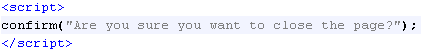 <script>
confirm("Are you sure you want to close the page?");
</script>